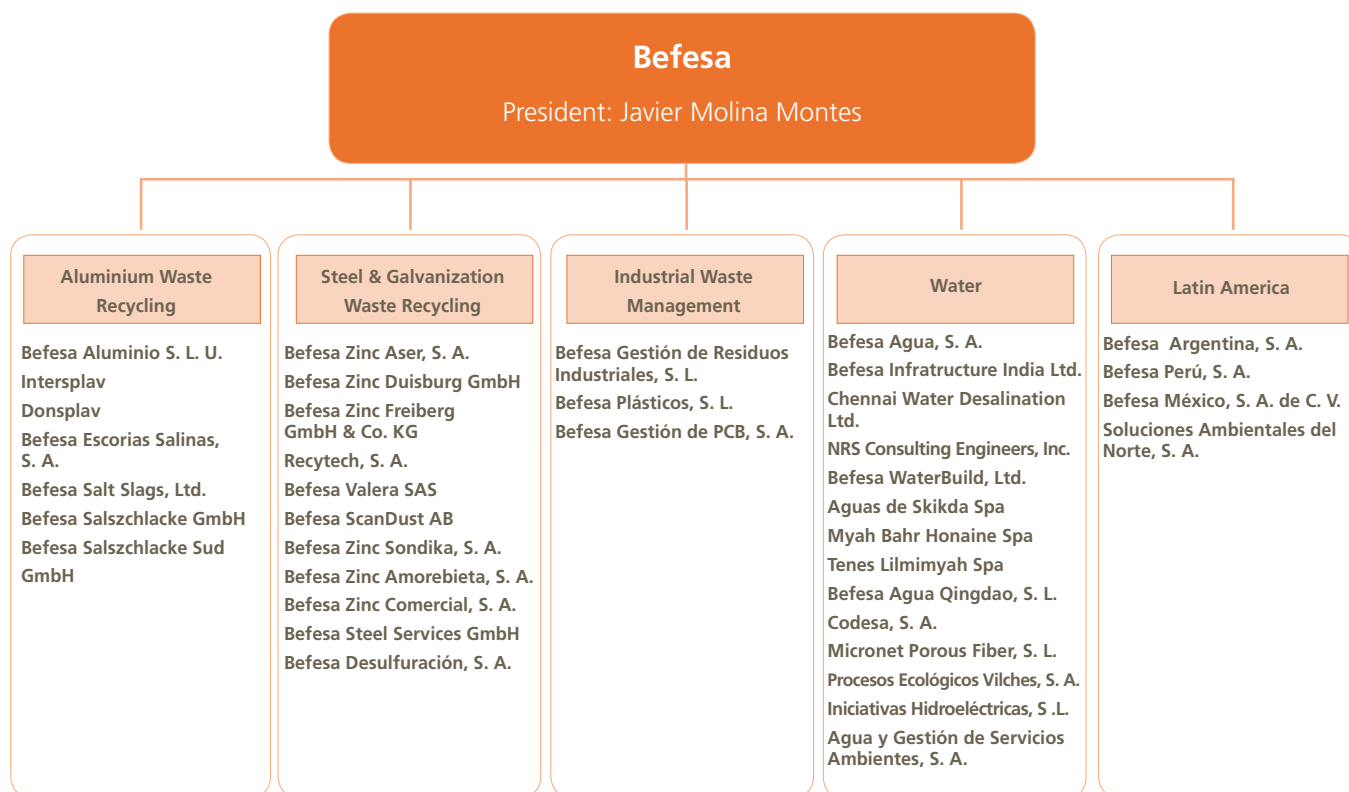 Befesa
President: Javier Molina Montes
Aluminium Waste
Recycling
Befesa Aluminio S. L. U.
Intersplav
Donsplav
Befesa Escorias Salinas,
S. A.
Befesa Salt Slags, Ltd.
Befesa Salszchlacke GmbH
Befesa Salszchlacke Sud
GmbH
Steel & Galvanization
Waste Recycling
Befesa Zinc Aser, S. A.
Befesa Zinc Duisburg GmbH
Befesa Zinc Freiberg
GmbH & Co. KG
Recytech, S. A.
Befesa Valera SAS
Befesa ScanDust AB
Befesa Zinc Sondika, S. A.
Befesa Zinc Amorebieta, S. A.
Befesa Zinc Comercial, S. A.
Befesa Steel Services GmbH
Befesa Desulfuración, S. A.
Industrial Waste
Management
Befesa Gestión de Residuos
Industriales, S. L.
Befesa Plásticos, S. L.
Befesa Gestión de PCB, S. A.
Water
Befesa Agua, S. A.
Befesa Infratructure India Ltd.
Chennai Water Desalination
Ltd.
NRS Consulting Engineers, Inc.
Befesa WaterBuild, Ltd.
Aguas de Skikda Spa
Myah Bahr Honaine Spa
Tenes Lilmimyah Spa
Befesa Agua Qingdao, S. L.
Codesa, S. A.
Micronet Porous Fiber, S. L.
Procesos Ecológicos Vilches, S. A.
Iniciativas Hidroeléctricas, S .L.
Agua y Gestión de Servicios
Ambientes, S. A.
Latin America
Befesa  Argentina, S. A.
Befesa Perú, S. A.
Befesa México, S. A. de C. V.
Soluciones Ambientales del
Norte, S. A.